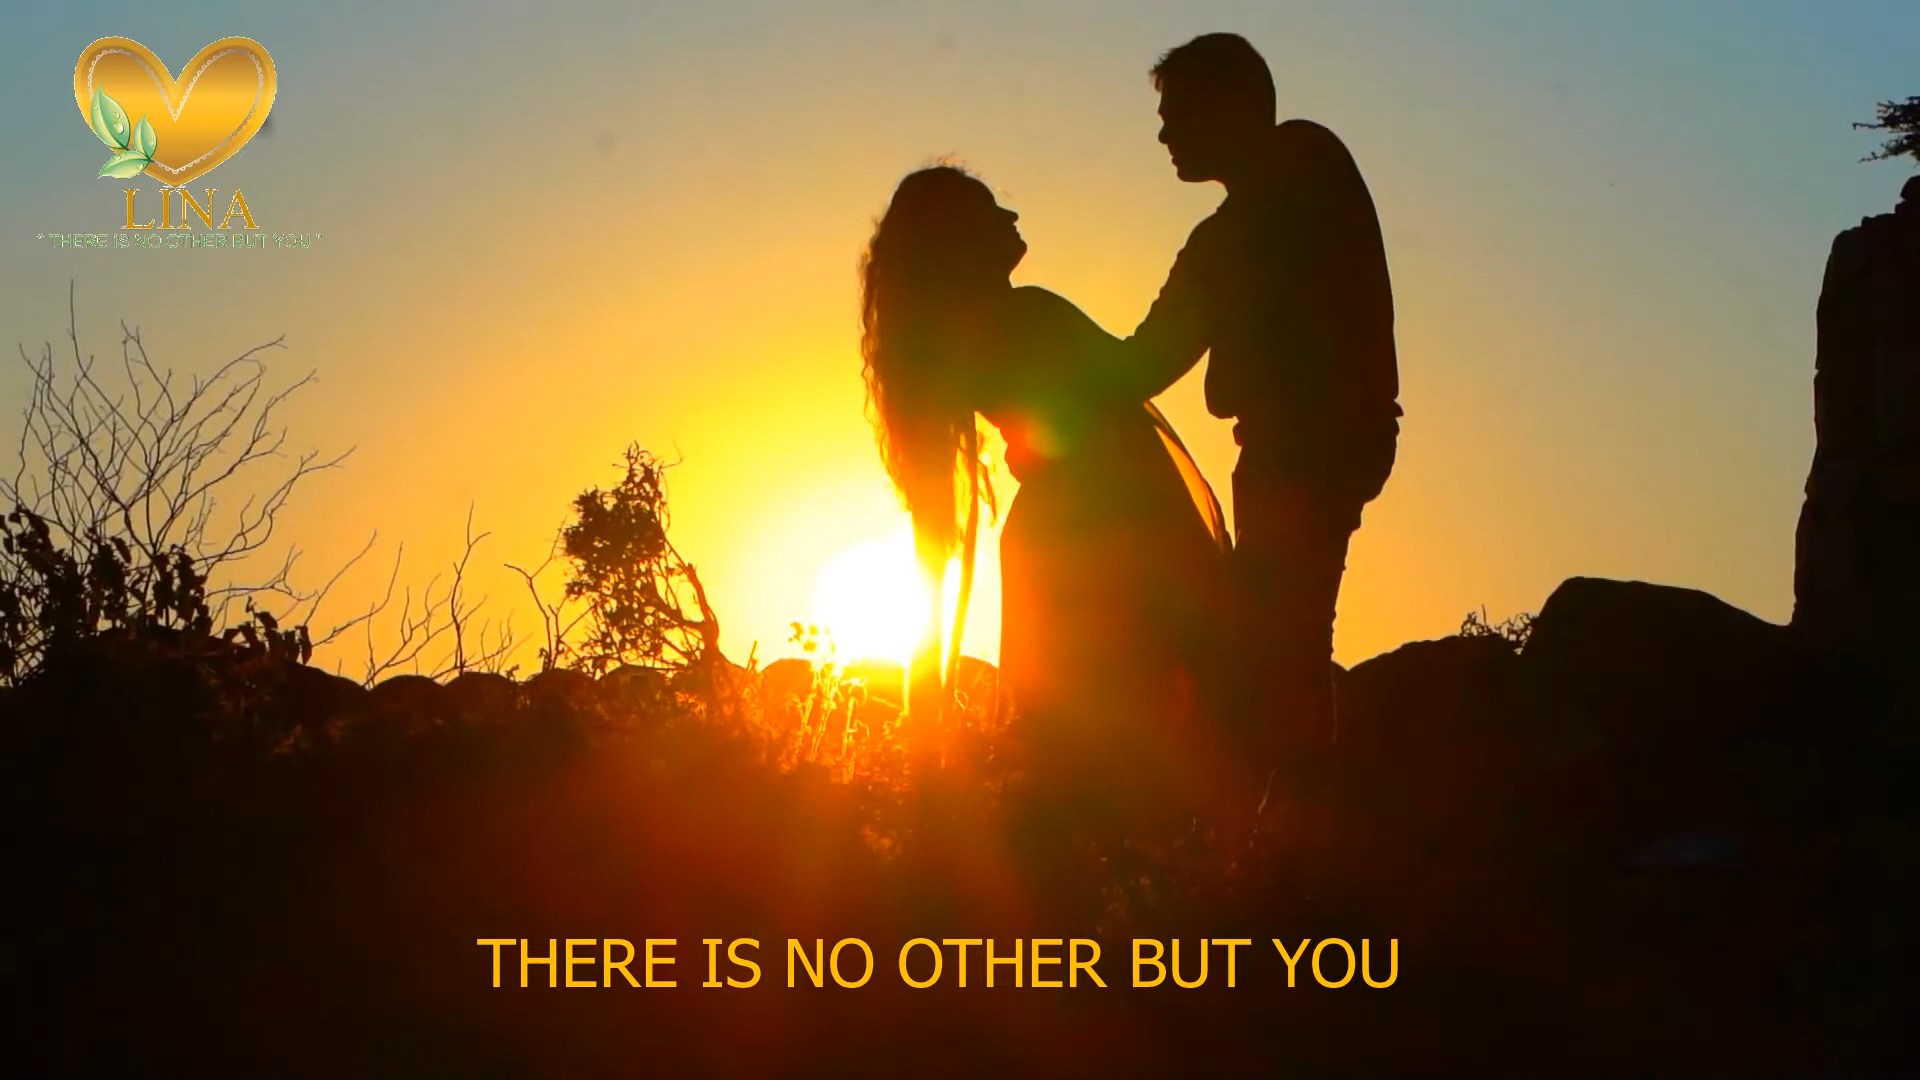 LINA
" THERE IS NO OTHER BUT YOU "
THERE IS NO OTHER BUT YOU